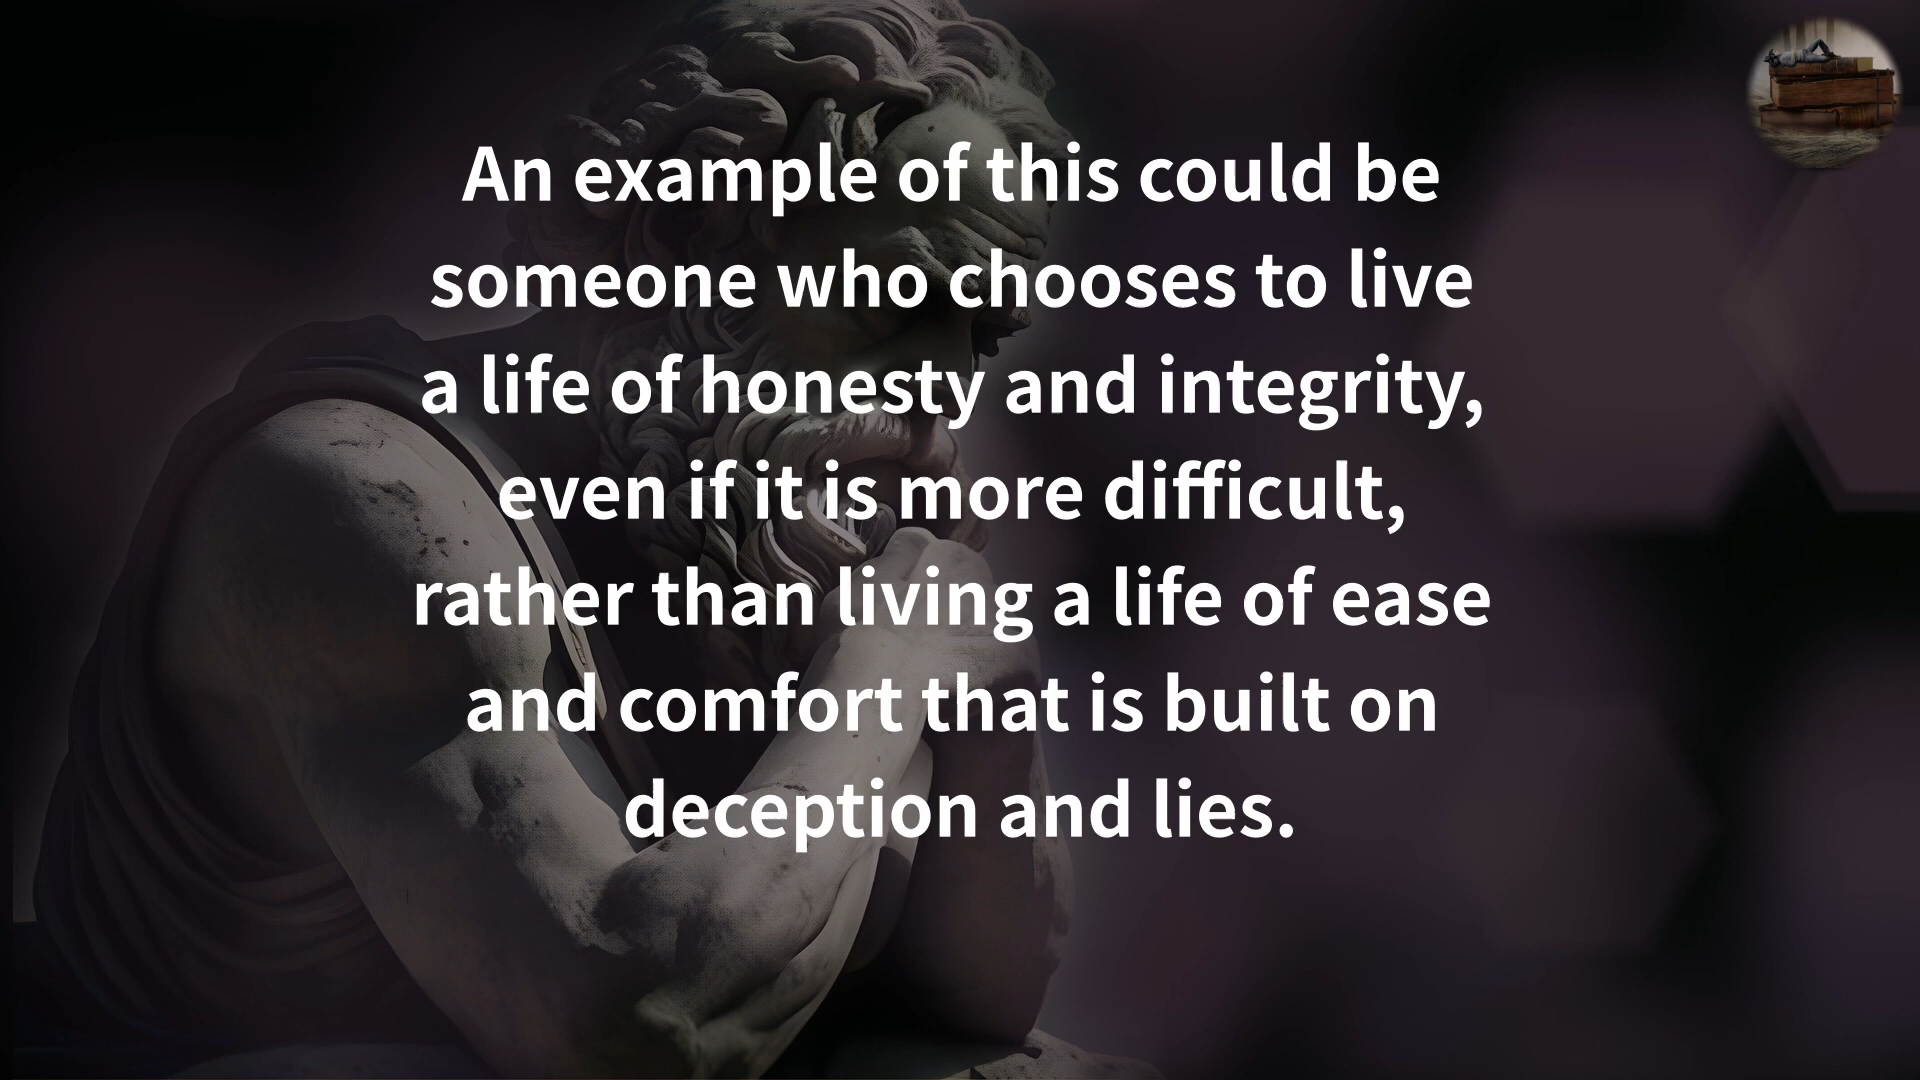 An example of this could be
someone who chooses to live
a life of honesty and integrity,
even if it is more difficult,
rather than living a life of ease
and comfort that is built on
deception and lies.